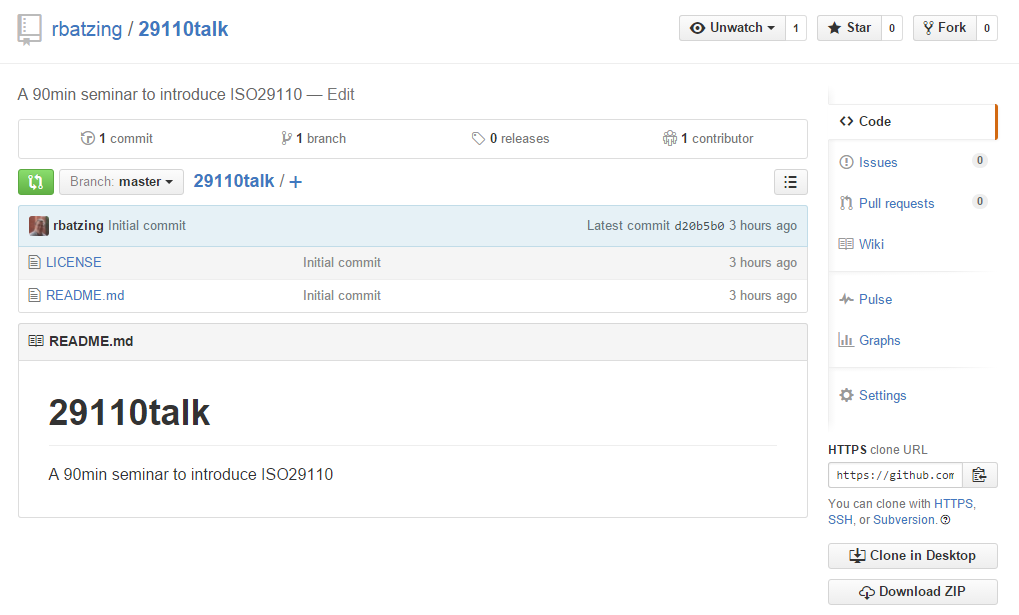 rbatzing / 29110talk
Unwatch 1 Star 0 Fork 0
A 90min seminar to introduce ISO29110 — Edit
1 commit 1 branch 0 releases 1 contributor
Branch: master 29110talk / +
rbatzing Initial commit Latest commit d20b5b0 3 hours ago
LICENSE Initial commit 3 hours ago
README.md Initial commit 3 hours ago
README.md
29110talk
A 90min seminar to introduce ISO29110
Code
Issues 0
Pull requests 0
Wiki
Pulse
Graphs
Settings
HTTPS clone URL
https://github.com
You can clone with HTTPS,
SSH, or Subversion.
Clone in Desktop
Download ZIP